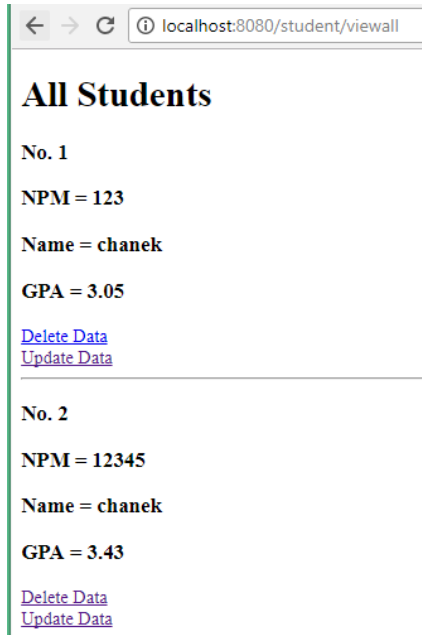 localhost:8080/student/viewall
All Students
No. 1
NPM = 123
Name = chanek
GPA = 3.05
Delete Data
Update Data
No. 2
NPM = 12345
Name = chanek
GPA = 3.43
Delete Data
Update Data